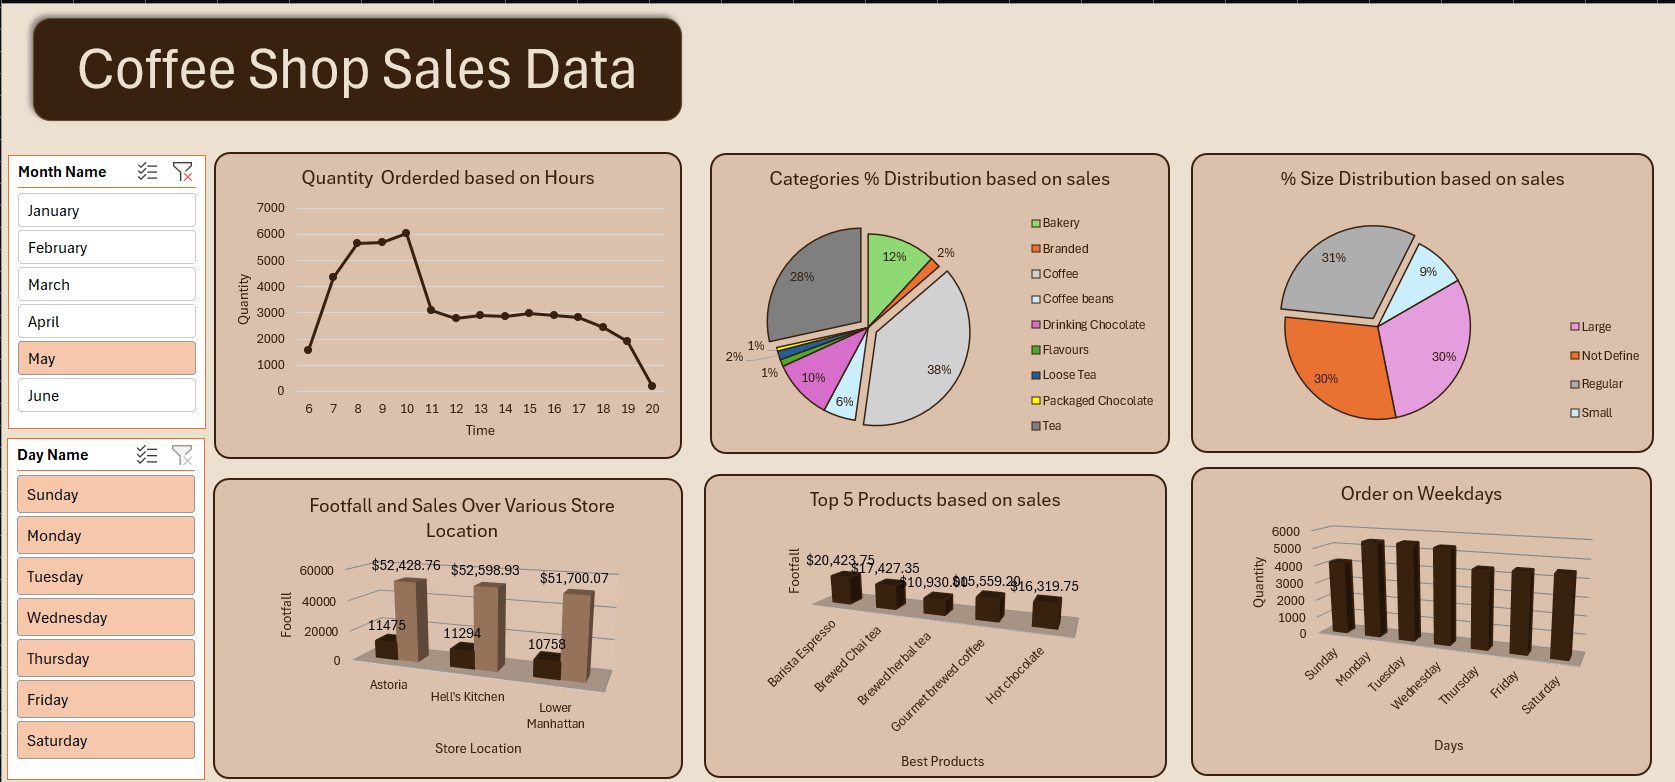 Coffee Shop Sales Data
Month Name
January
February
March
April
May
June
Day Name
Sunday
Monday
Tuesday
Wednesday
Thursday
Friday
Saturday
Quantity Orderded based on Hours
Quantity
7000
6000
5000
4000
3000
2000
1000
0
6 7 8 9 10 11 12 13 14 15 16 17 18 19 20
Time
Categories % Distribution based on sales
12%
2%
38%
6%
10%
1%
2%
1%
28%
Bakery
Branded
Coffee
Coffee beans
Drinking Chocolate
Flavours
Loose Tea
Packaged Chocolate
Tea
% Size Distribution based on sales
31%
9%
30%
30%
Large
Not Define
Regular
Small
Footfall and Sales Over Various Store
Location
Footfall
60000
40000
20000
0
$52,428.76
$52,598.93
$51,700.07
11475
11294
10758
Astoria
Hell's Kitchen
Lower
Manhattan
Store Location
Top 5 Products based on sales
Footfall
$20,423.75
$17,427.35
$10,930.00
$15,559.20
$16,319.75
Barista Espresso
Brewed Chai tea
Brewed herbal tea
Gourmet brewed coffee
Hot chocolate
Best Products
Order on Weekdays
Quantity
6000
5000
4000
3000
2000
1000
0
Sunday
Monday
Tuesday
Wednesday
Thursday
Friday
Saturday
Days